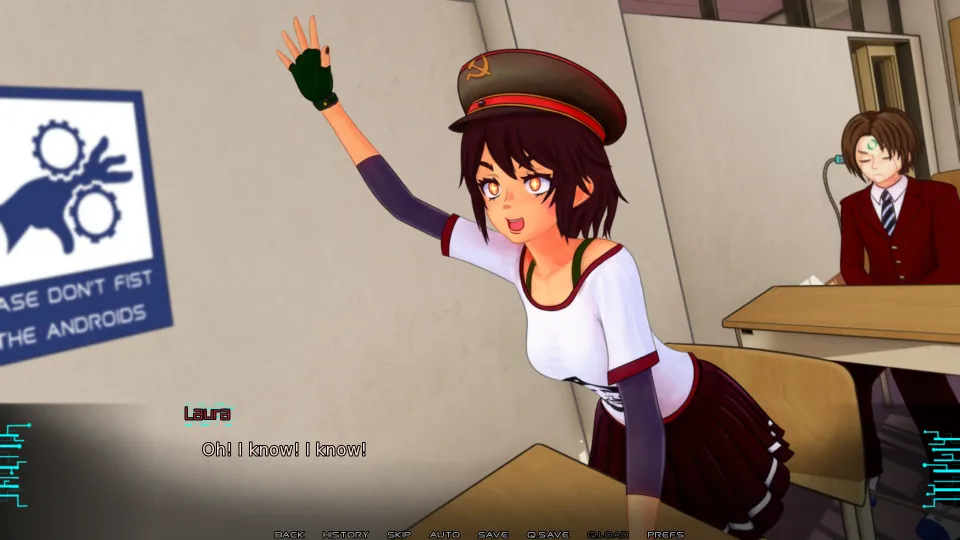 ASE DON'T FIST
THE ANDROIDS
Laura
Oh! I know! I know!
BACK HISTORY SKIP AUTO SAVE Q.SAVE Q.LOAD PREFS